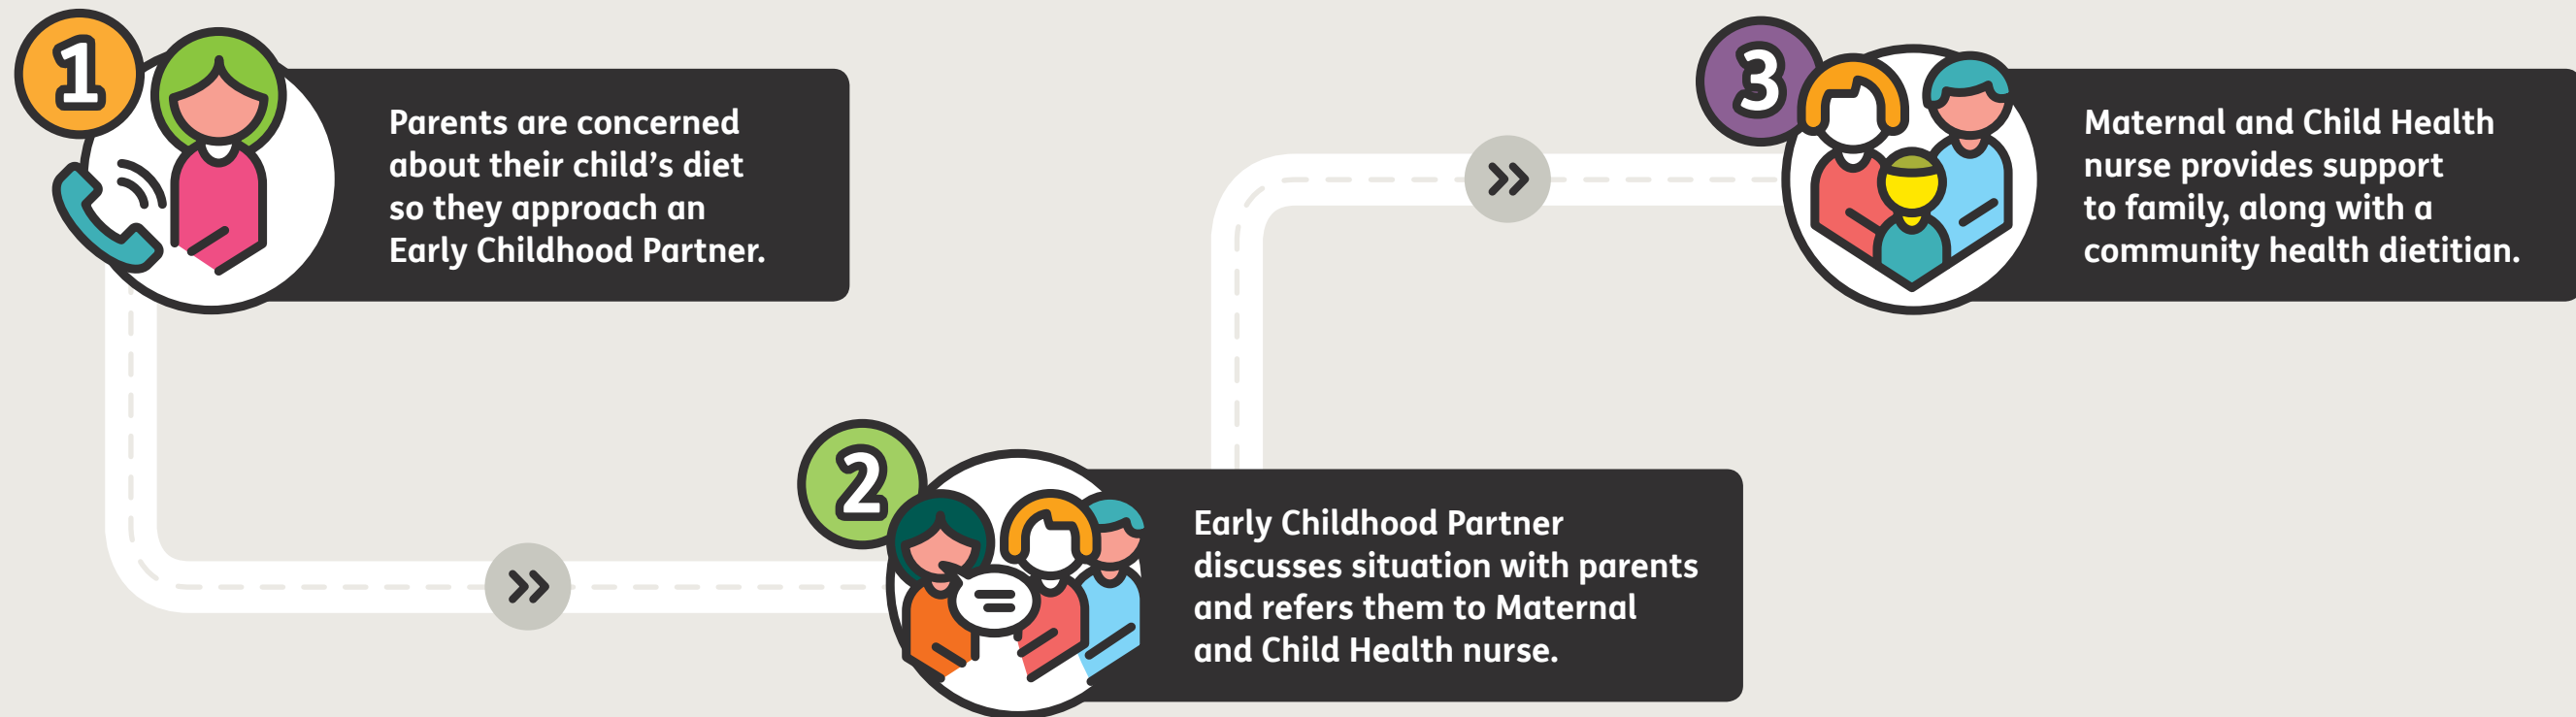 1
Parents are concerned
about their child’s diet
so they approach an
Early Childhood Partner.
2
Early Childhood Partner
discusses situation with parents
and refers them to Maternal
and Child Health nurse.
3
Maternal and Child Health
nurse provides support
to family, along with a
community health dietitian.